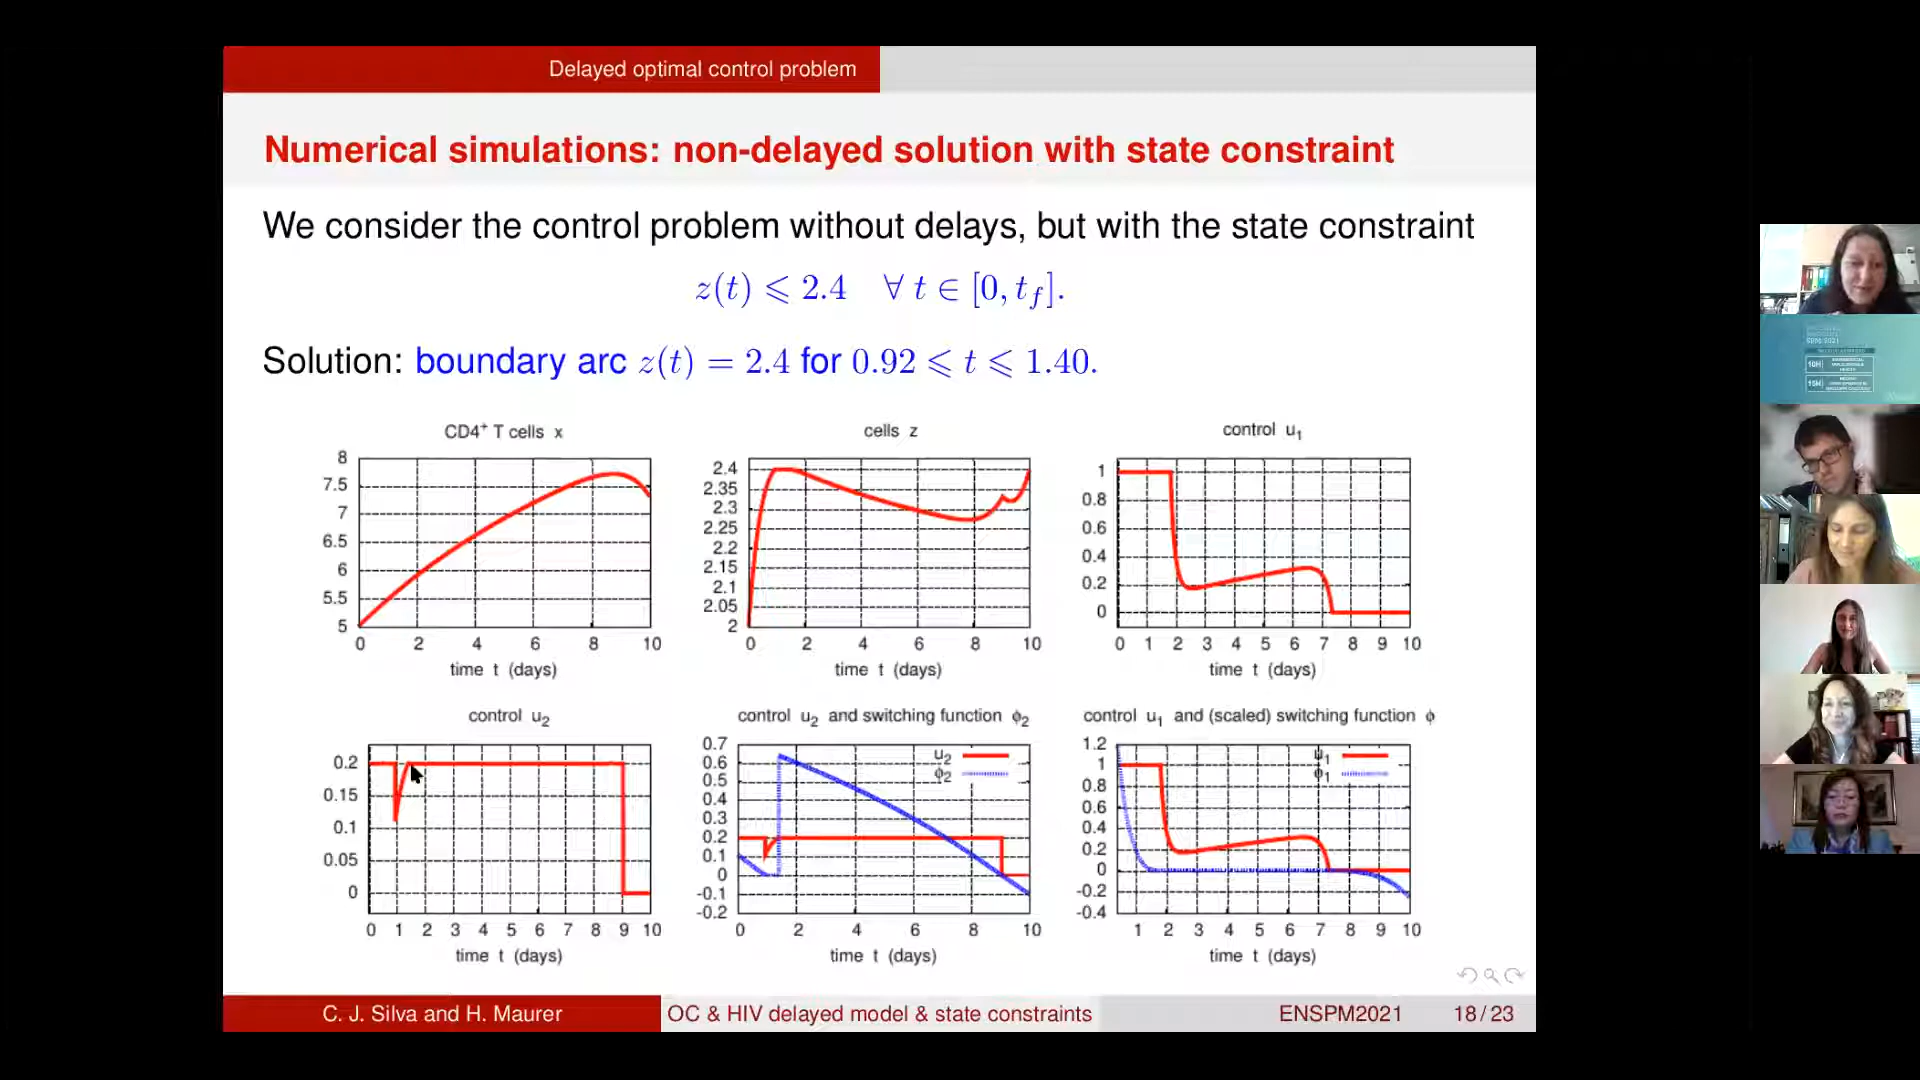 Delayed optimal control problem
Numerical simulations: non-delayed solution with state constraint
We consider the control problem without delays, but with the state constraint
z(t) ⩽ 2.4 ∀ t ∈ [0, t_f].
Solution: boundary arc z(t) = 2.4 for 0.92 ⩽ t ⩽ 1.40.
CD4⁺ T cells x
8
7.5
7
6.5
6
5.5
5
0 2 4 6 8 10
time t (days)
cells z
2.4
2.35
2.3
2.25
2.2
2.15
2.1
2.05
2
0 2 4 6 8 10
time t (days)
control u₁
1
0.8
0.6
0.4
0.2
0
0 1 2 3 4 5 6 7 8 9 10
time t (days)
control u₂
0.2
0.15
0.1
0.05
0
0 1 2 3 4 5 6 7 8 9 10
time t (days)
control u₂ and switching function ϕ₂
u₂
ϕ₂
0.7
0.6
0.5
0.4
0.3
0.2
0.1
0
-0.1
-0.2
0 2 4 6 8 10
time t (days)
control u₁ and (scaled) switching function ϕ
u₁
ϕ₁
1.2
1
0.8
0.6
0.4
0.2
0
-0.2
-0.4
1 2 3 4 5 6 7 8 9 10
time t (days)
C. J. Silva and H. Maurer
OC & HIV delayed model & state constraints
ENSPM2021
18 / 23
10H
15H